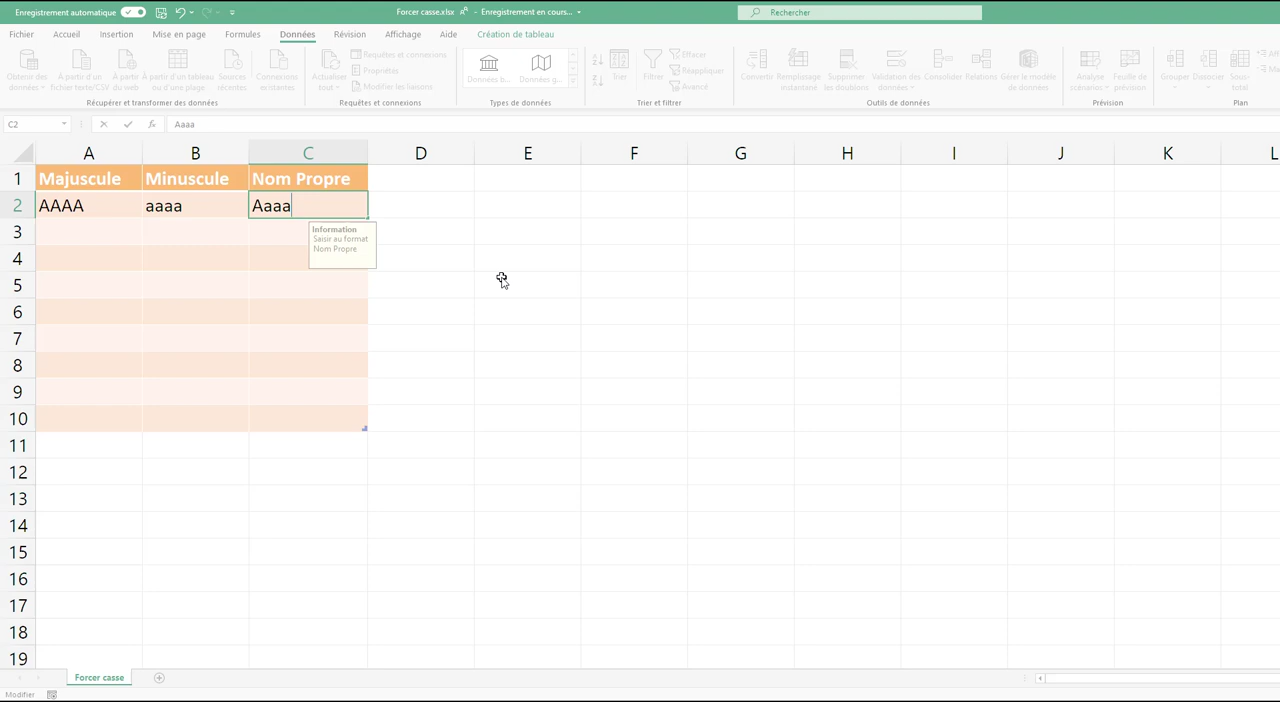 Enregistrement automatique
Forcer casse.xlsx - Enregistrement en cours...
Rechercher
Fichier Accueil Insertion Mise en page Formules Données Révision Affichage Aide Création de tableau
Obtenir des données
À partir d'un fichier texte/CSV
À partir du web
À partir d'un tableau ou d'une plage
Sources récentes
Connexions existantes
Récupérer et transformer des données
Actualiser tout
Requêtes et connexions
Propriétés
Modifier les liaisons
Requêtes et connexions
Données b...
Données g...
Types de données
Trier
Filtrer
Effacer
Réappliquer
Avancé
Trier et filtrer
Convertir
Remplissage instantané
Supprimer les doublons
Validation des données
Consolider
Relations
Gérer le modèle de données
Outils de données
Analyse scénarios
Feuille de prévision
Prévision
Grouper
Dissocier
Sous-total
Plan
C2 fx Aaaa
A B C D E F G H I J K L
1 Majuscule Minuscule Nom Propre
2 AAAA aaaa Aaaa
Information
Saisir au format
Nom Propre
3
4
5
6
7
8
9
10
11
12
13
14
15
16
17
18
19
Forcer casse
Modifier